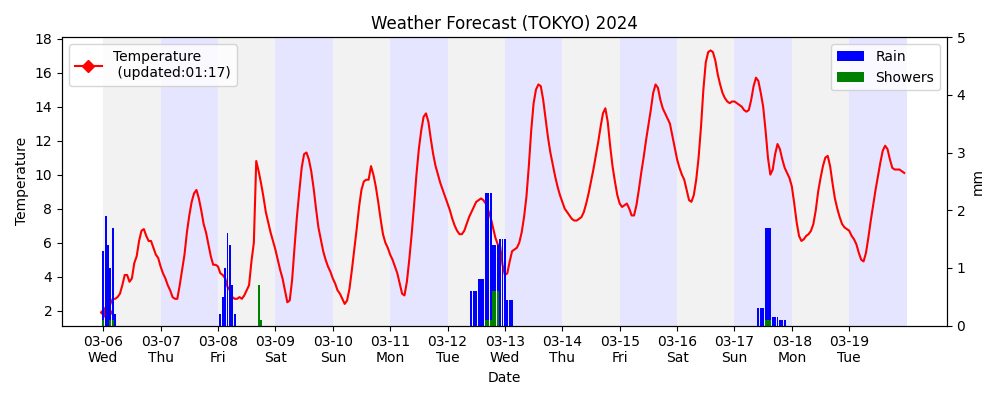 Weather Forecast (TOKYO) 2024
Temperature
(updated:01:17)
Rain
Showers
Temperature
18
16
14
12
10
8
6
4
2
5
4
3
2
1
0
mm
03-06 03-07 03-08 03-09 03-10 03-11 03-12 03-13 03-14 03-15 03-16 03-17 03-18 03-19
Wed Thu Fri Sat Sun Mon Tue Wed Thu Fri Sat Sun Mon Tue
Date